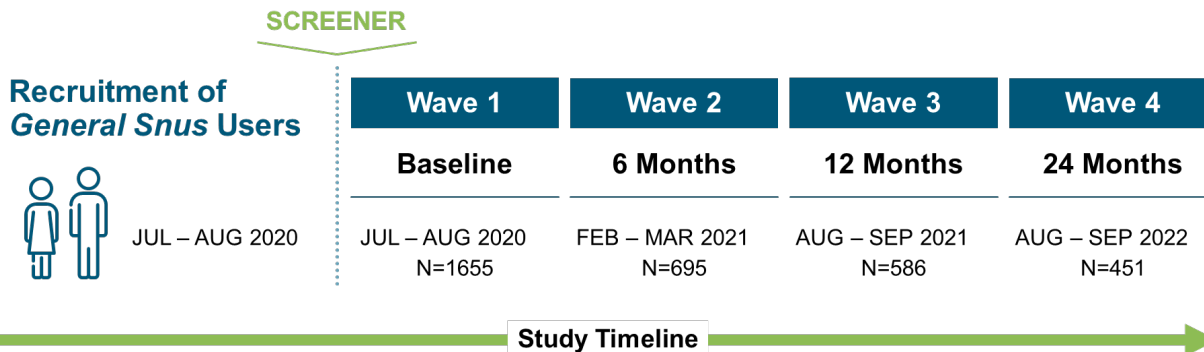 SCREENER
Recruitment of
General Snus Users
JUL – AUG 2020
Wave 1
Baseline
JUL – AUG 2020
N=1655
Wave 2
6 Months
FEB – MAR 2021
N=695
Wave 3
12 Months
AUG – SEP 2021
N=586
Wave 4
24 Months
AUG – SEP 2022
N=451
Study Timeline